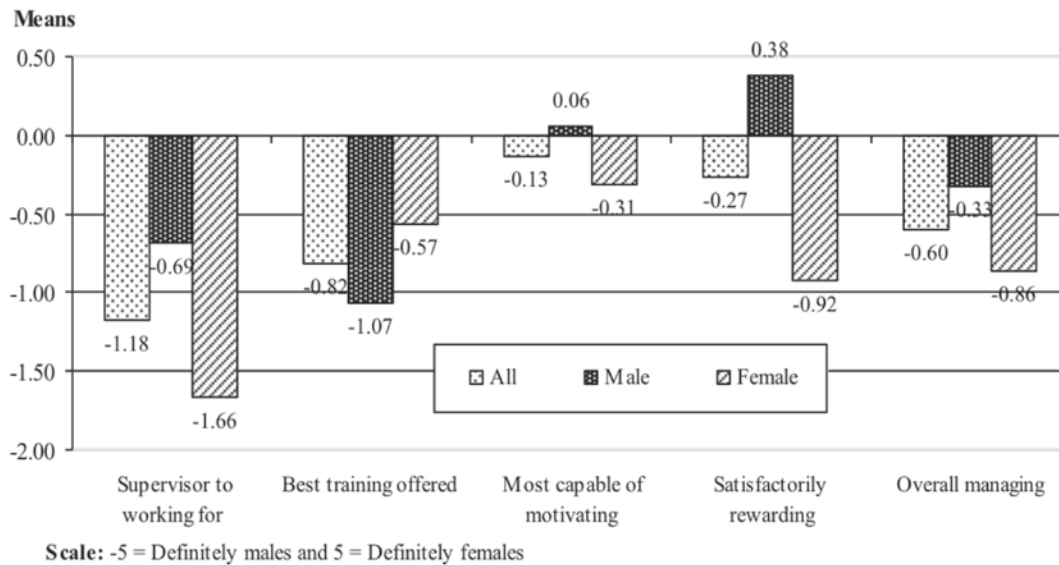 Means
0.50
0.00
-0.50
-1.00
-1.50
-2.00
-1.18
-0.69
-1.66
-0.82
-1.07
-0.57
-0.13
0.06
-0.31
-0.27
0.38
-0.92
-0.60
-0.33
-0.86
All Male Female
Supervisor to
working for
Best training offered
Most capable of
motivating
Satisfactorily
rewarding
Overall managing
Scale: -5 = Definitely males and 5 = Definitely females